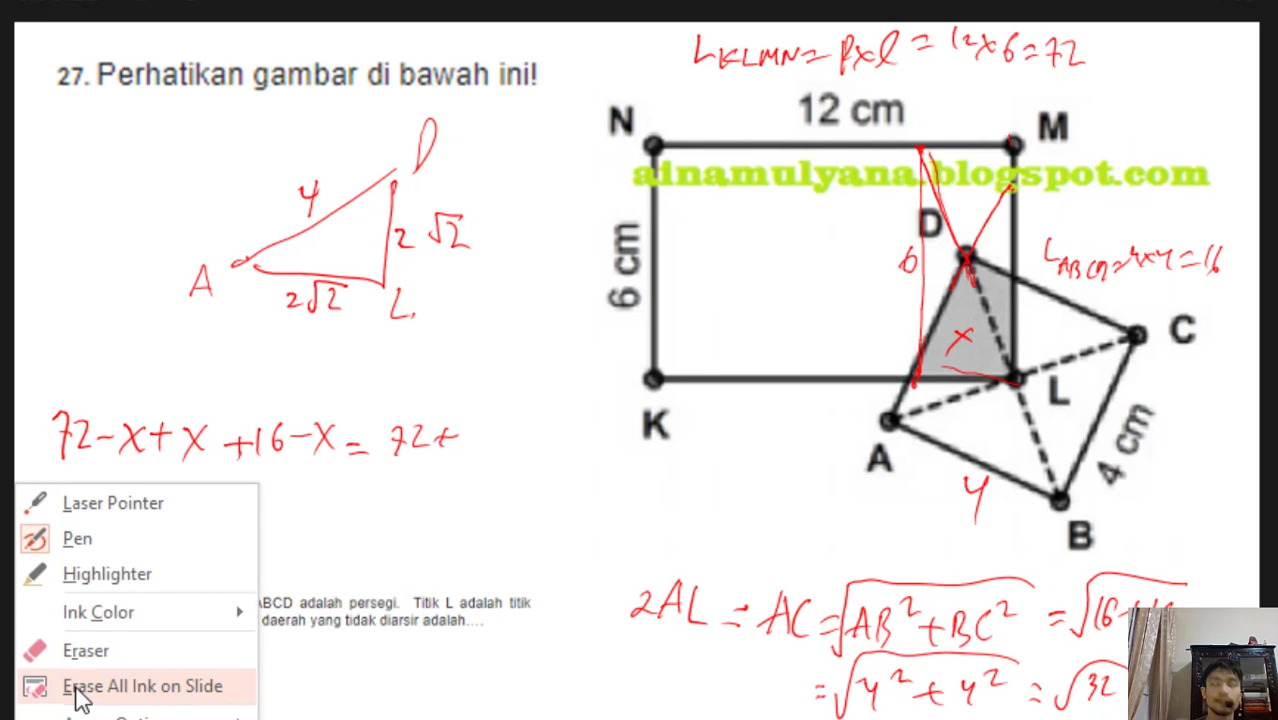 LKLMN = p x l = 12 x 6 = 72
27. Perhatikan gambar di bawah ini!
N
12 cm
M
ainamulyana.blogspot.com
D
4
D
2√2
6
LABCD = 4x4 = 16
6 cm
A
2√2
L
x
C
K
L
72 - x + x + 16 - x = 72 +
A
4 cm
4
B
Laser Pointer
Pen
Highlighter
ABCD adalah persegi. Titik L adalah titik
Ink Color
daerah yang tidak diarsir adalah....
2AL = AC = √AB² + BC² = √16
Eraser
Erase All Ink on Slide
= √4² + 4² = √32